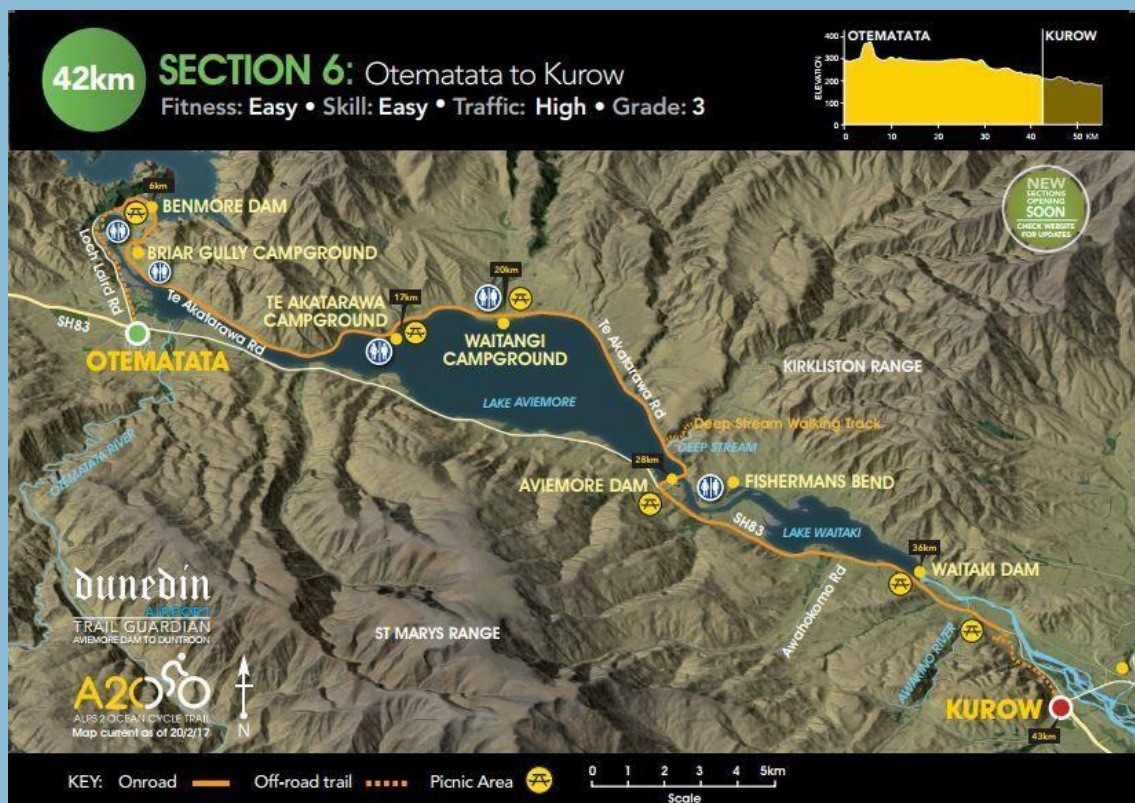 42km
SECTION 6: Otematata to Kurow
Fitness: Easy • Skill: Easy • Traffic: High • Grade: 3
OTEMATATA
KUROW
ELEVATION
400
300
200
100
0
0 10 20 30 40 50 KM
NEW
SECTIONS
OPENING
SOON
CHECK WEBSITE
FOR UPDATES
6km
BENMORE DAM
BRIAR GULLY CAMPGROUND
Loch Laird Rd
Te Akatarawa Rd
SH83
OTEMATATA
17km
TE AKATARAWA
CAMPGROUND
20km
WAITANGI
CAMPGROUND
Te Akatarawa Rd
KIRKLISTON RANGE
LAKE AVIEMORE
Deep Stream Walking Track
DEEP STREAM
28km
AVIEMORE DAM
FISHERMANS BEND
OTEMATATA RIVER
SH83
LAKE WAITAKI
36km
WAITAKI DAM
Awahokomo Rd
AWAKINO RIVER
ST MARYS RANGE
KUROW
43km
dunedin
AIRPORT
TRAIL GUARDIAN
AVIEMORE DAM TO DUNTROON
A2O
ALPS 2 OCEAN CYCLE TRAIL
Map current as of 20/2/17
N
KEY: Onroad Off-road trail Picnic Area
0 1 2 3 4 5km
Scale